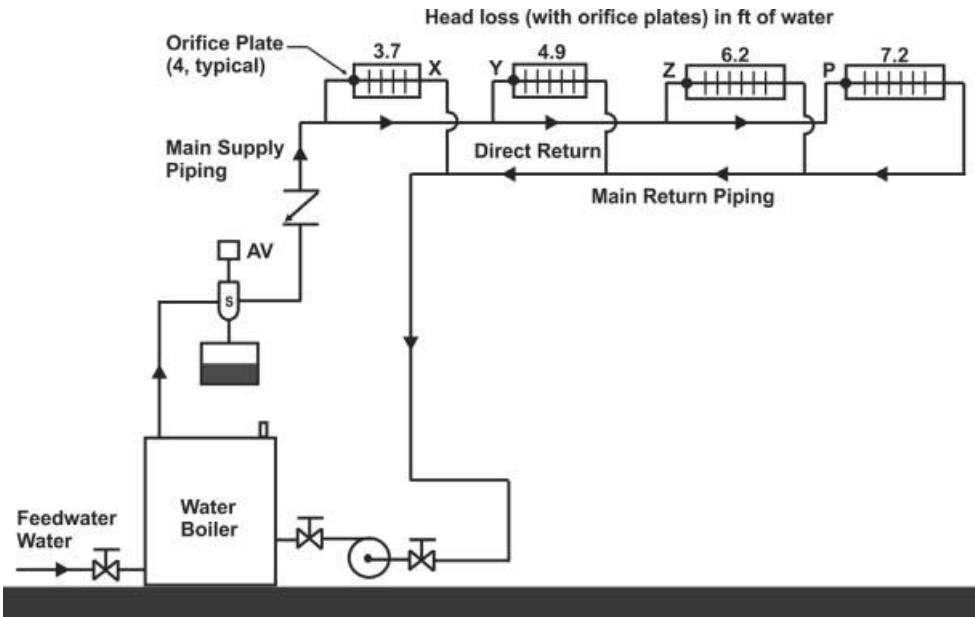 Head loss (with orifice plates) in ft of water
Orifice Plate
(4, typical)
3.7
X
Y
4.9
Z
6.2
P
7.2
Main Supply
Piping
Direct Return
Main Return Piping
AV
S
Water
Boiler
Feedwater
Water